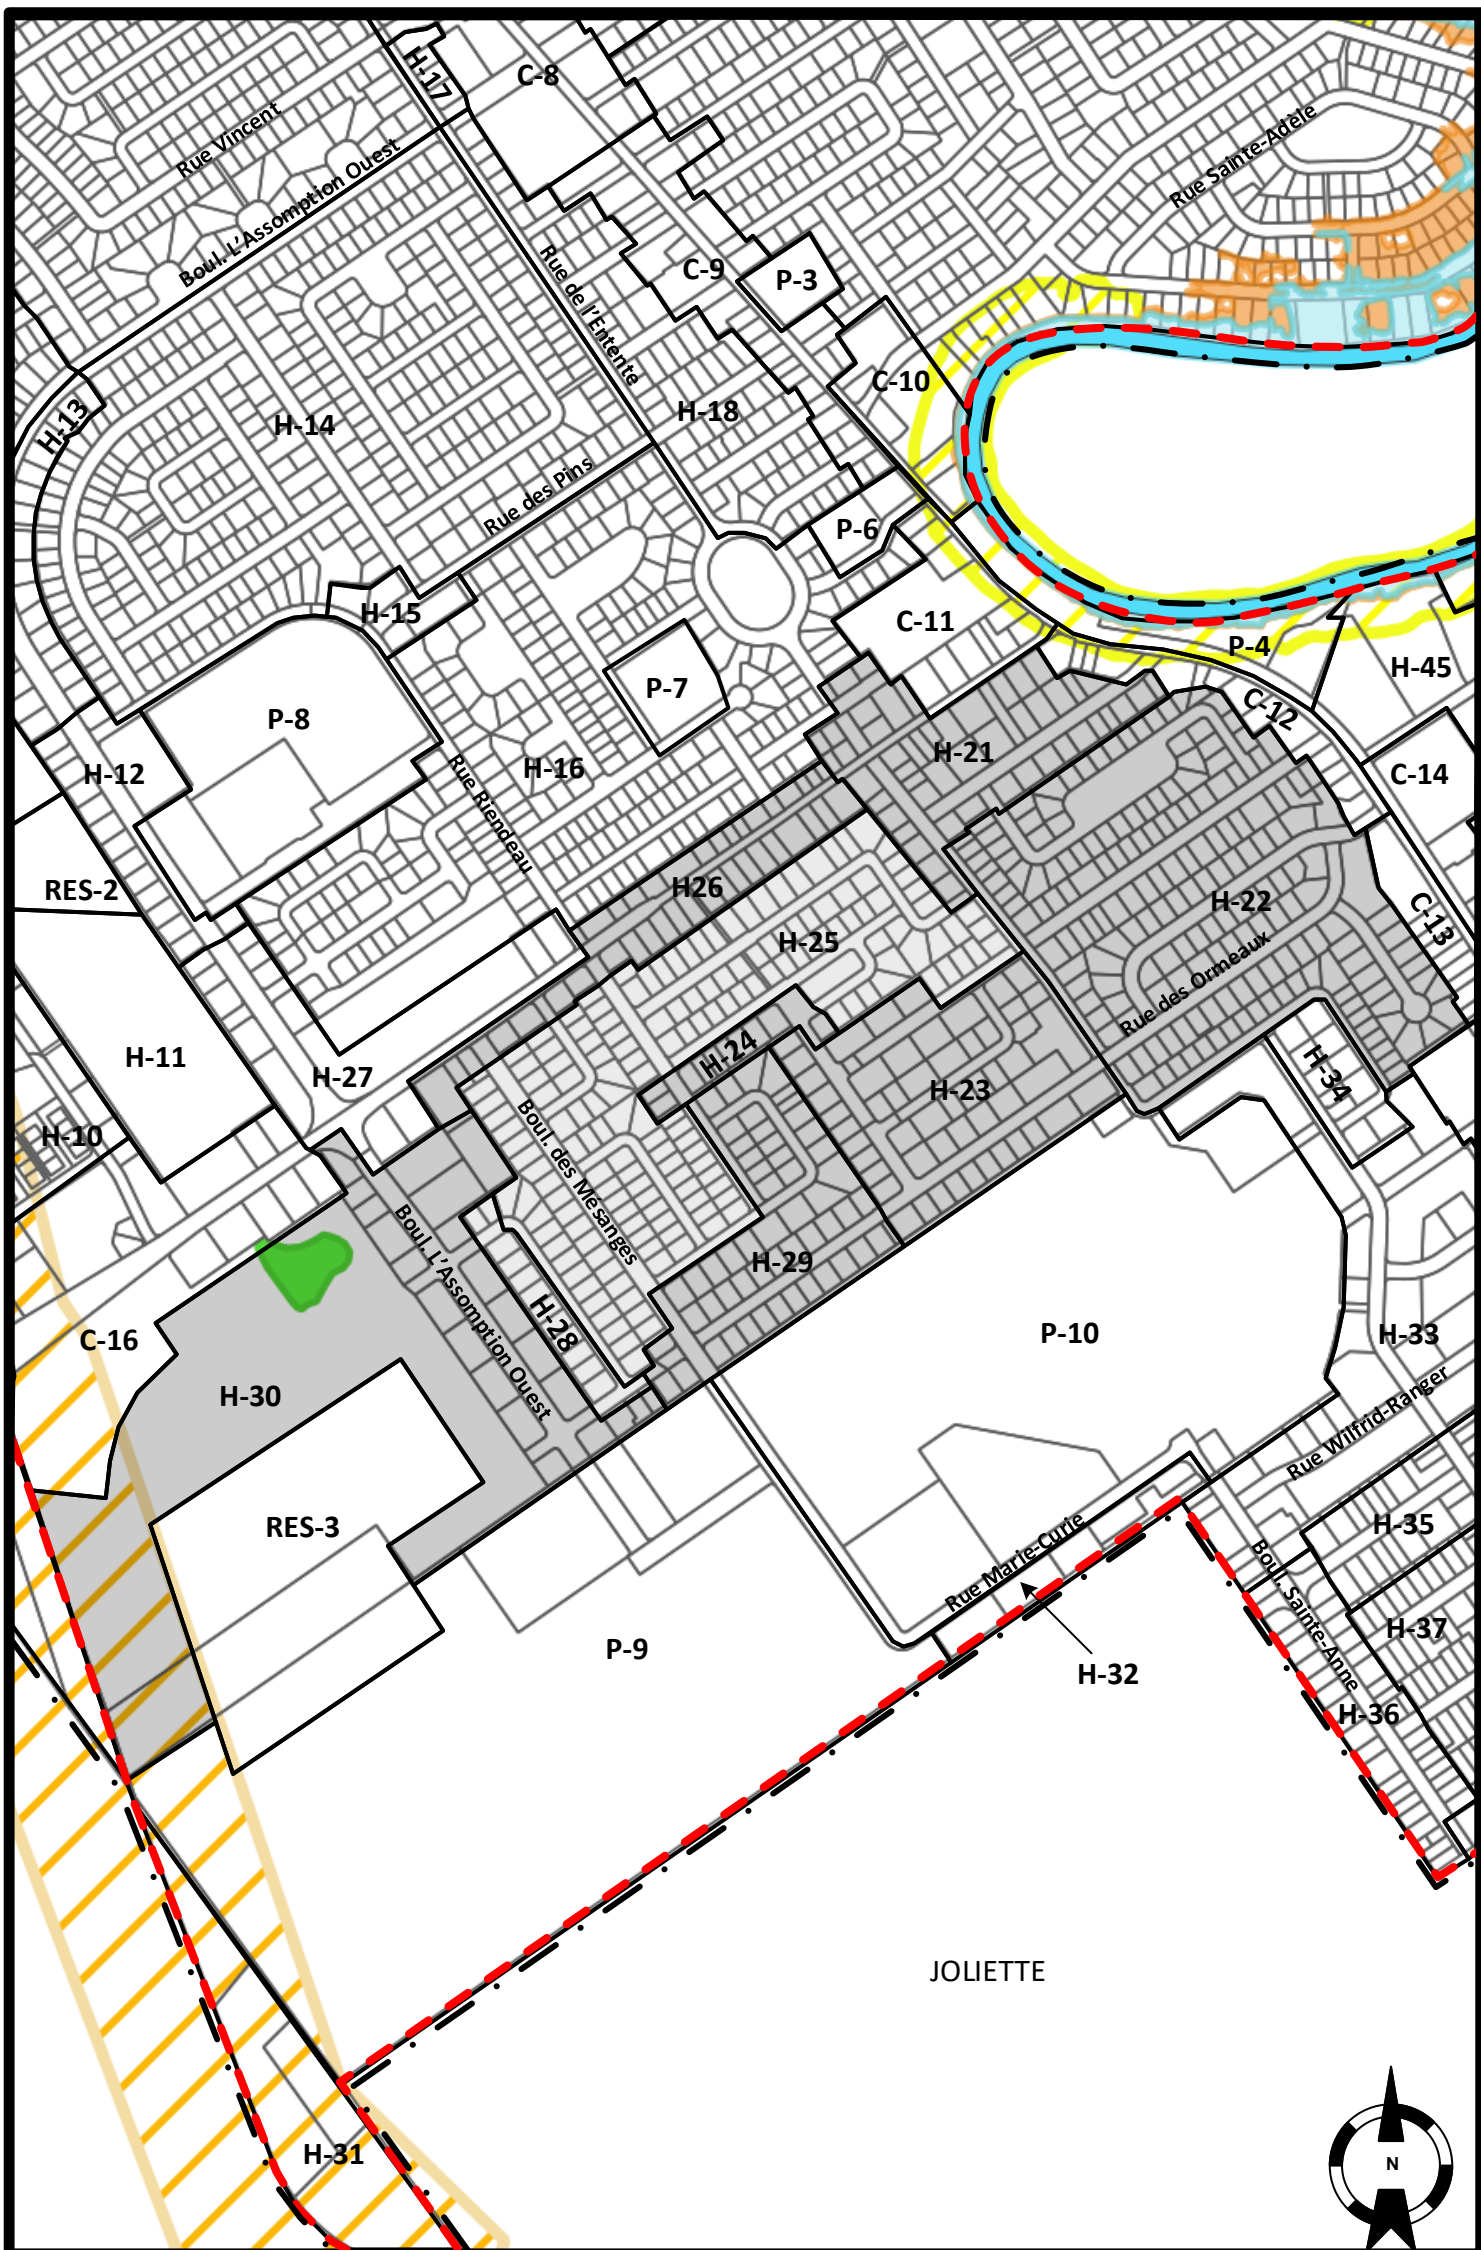 H-17
C-8
Rue Vincent
Boul. L'Assomption Ouest
Rue Sainte-Adèle
Rue de l'Entente
C-9
P-3
C-10
H-13
H-14
H-18
Rue des Pins
P-6
H-15
C-11
P-4
H-45
P-7
C-12
P-8
H-21
H-12
H-16
C-14
Rue Riendeau
RES-2
H26
H-22
C-13
H-25
Rue des Ormeaux
H-11
H-24
H-27
H-23
H-34
H-10
Boul. des Mésanges
Boul. L'Assomption Ouest
H-29
H-28
C-16
P-10
H-33
H-30
Rue Wilfrid-Ranger
RES-3
H-35
Rue Marie-Curie
Boul. Sainte-Anne
P-9
H-37
H-32
H-36
JOLIETTE
H-31
N